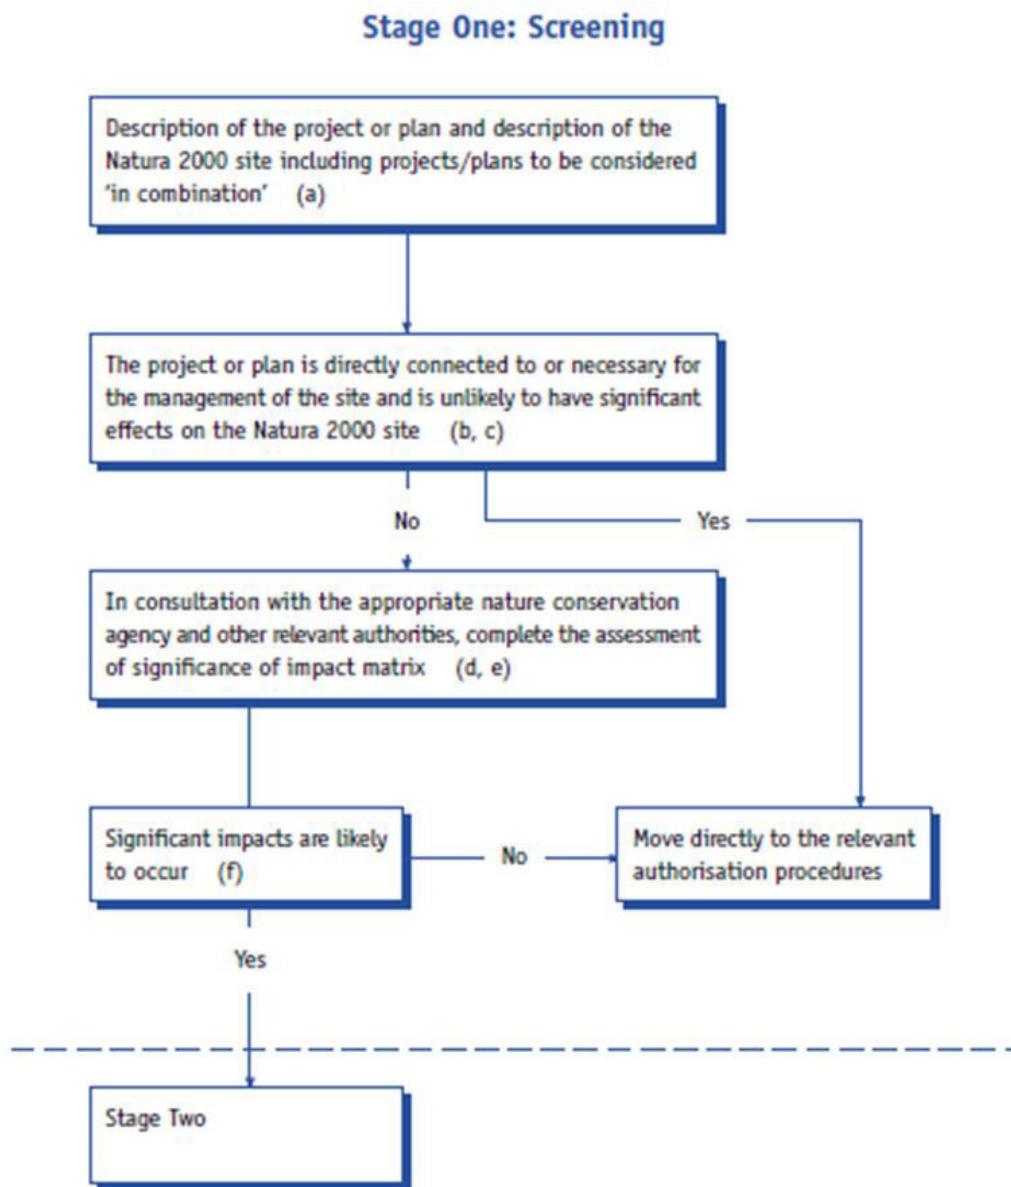 Stage One: Screening
Description of the project or plan and description of the
Natura 2000 site including projects/plans to be considered
'in combination' (a)
The project or plan is directly connected to or necessary for
the management of the site and is unlikely to have significant
effects on the Natura 2000 site (b, c)
No
Yes
In consultation with the appropriate nature conservation
agency and other relevant authorities, complete the assessment
of significance of impact matrix (d, e)
Significant impacts are likely
to occur (f)
No
Move directly to the relevant
authorisation procedures
Yes
Stage Two